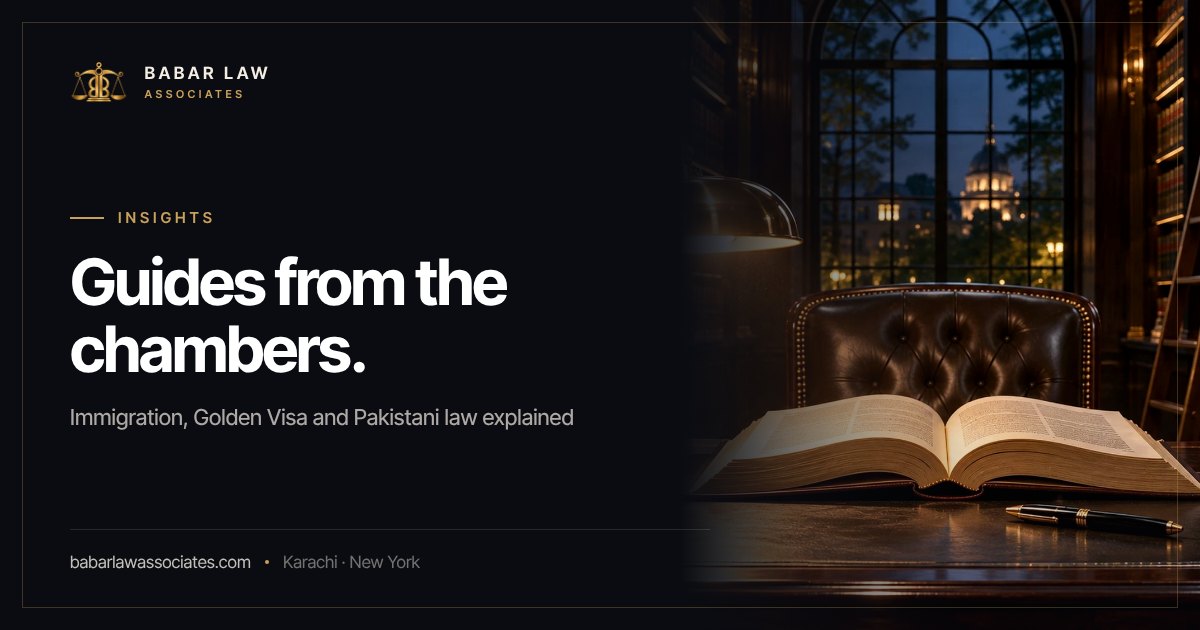 BABAR LAW
ASSOCIATES
INSIGHTS
Guides from the
chambers.
Immigration, Golden Visa and Pakistani law explained
babarlawassociates.com • Karachi · New York